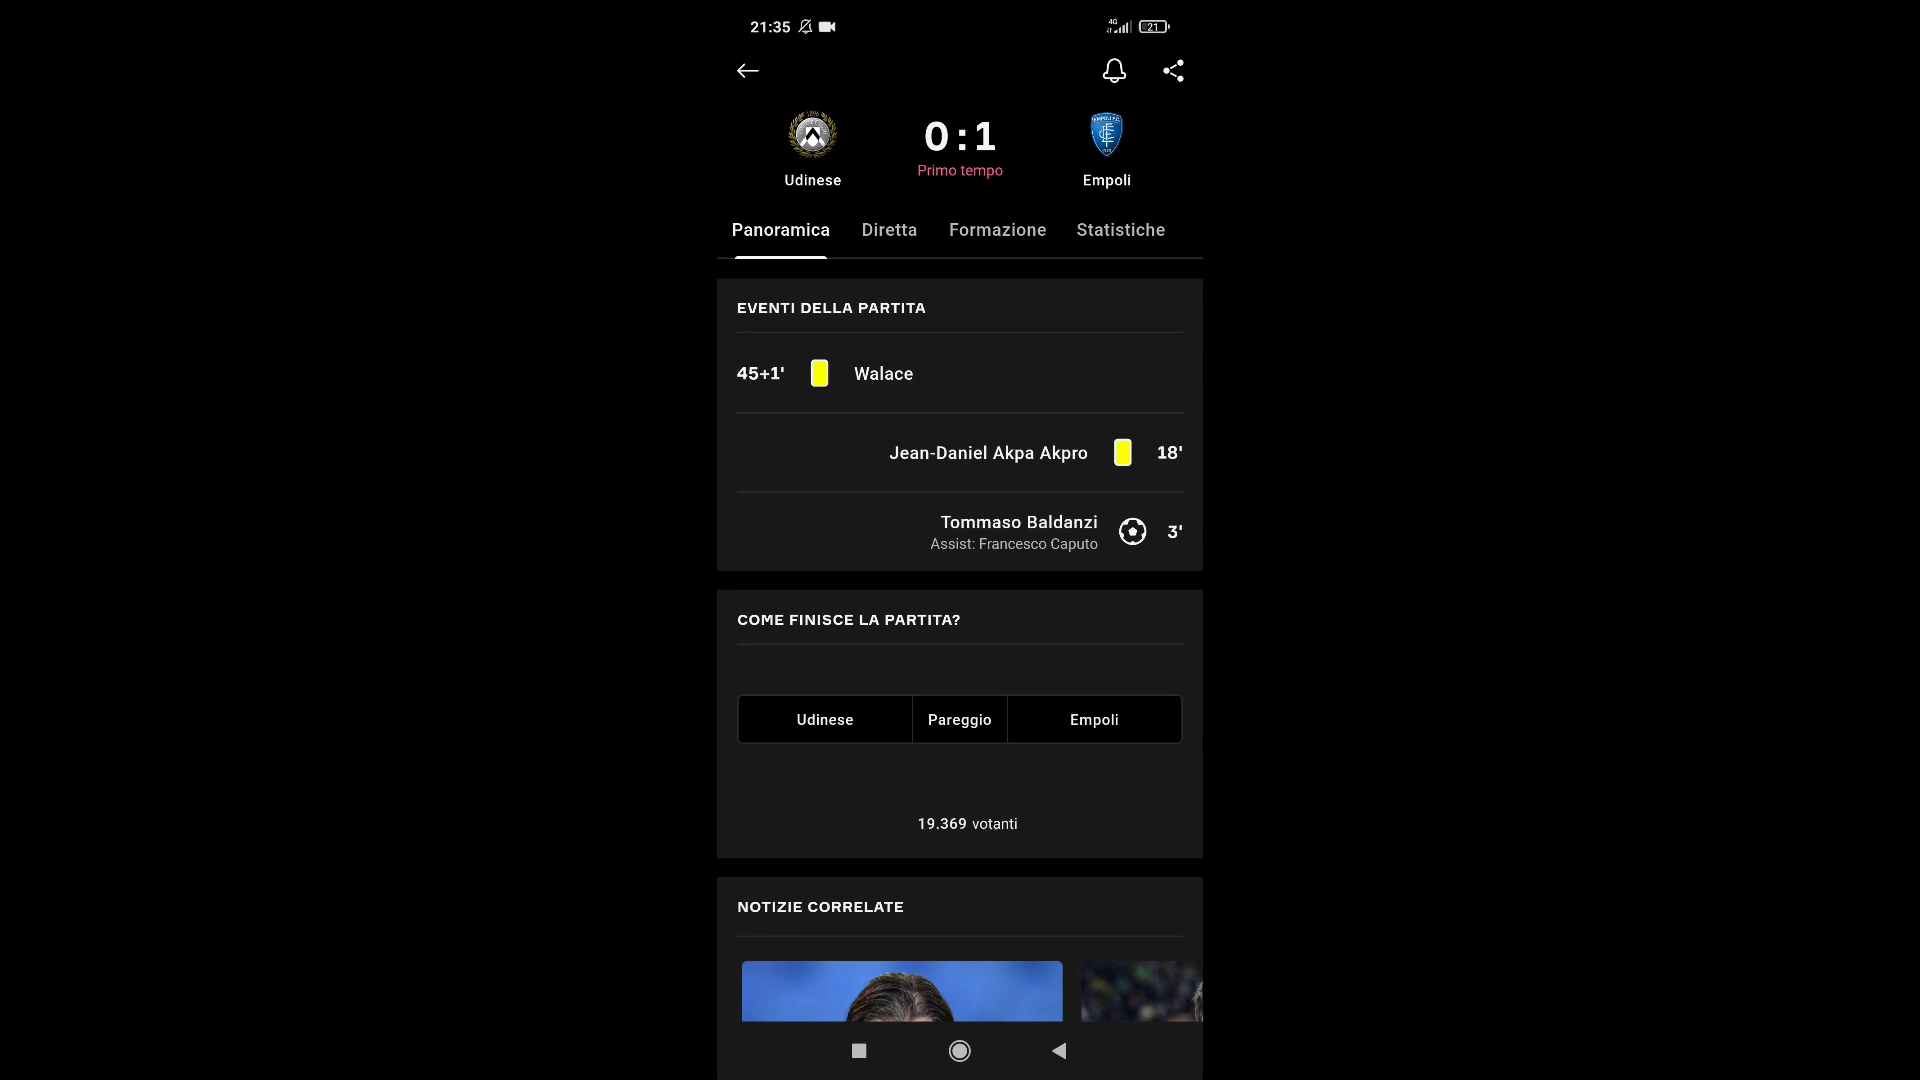 21:35 4G 21
0:1
Primo tempo
Udinese Empoli
Panoramica Diretta Formazione Statistiche
EVENTI DELLA PARTITA
45+1' Walace
Jean-Daniel Akpa Akpro 18'
Tommaso Baldanzi 3'
Assist: Francesco Caputo
COME FINISCE LA PARTITA?
Udinese Pareggio Empoli
19.369 votanti
NOTIZIE CORRELATE